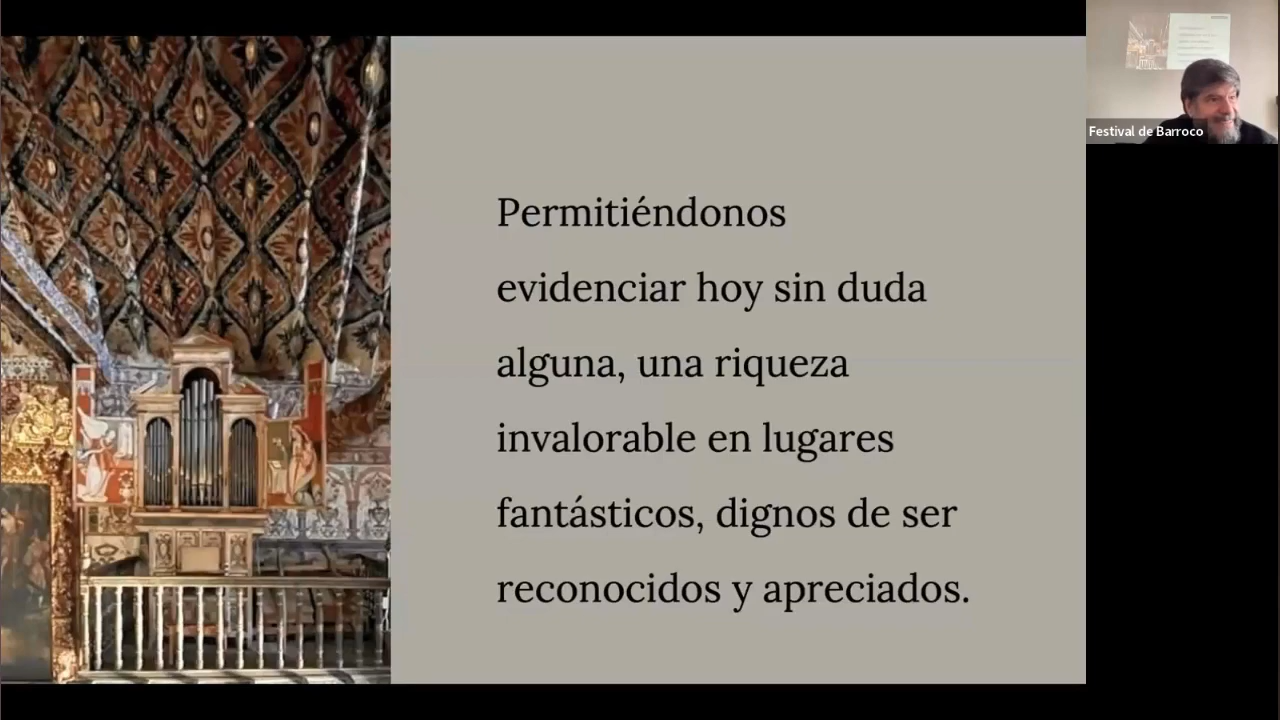 Permitiéndonos
evidenciar hoy sin duda
alguna, una riqueza
invalorable en lugares
fantásticos, dignos de ser
reconocidos y apreciados.
Festival de Barroco